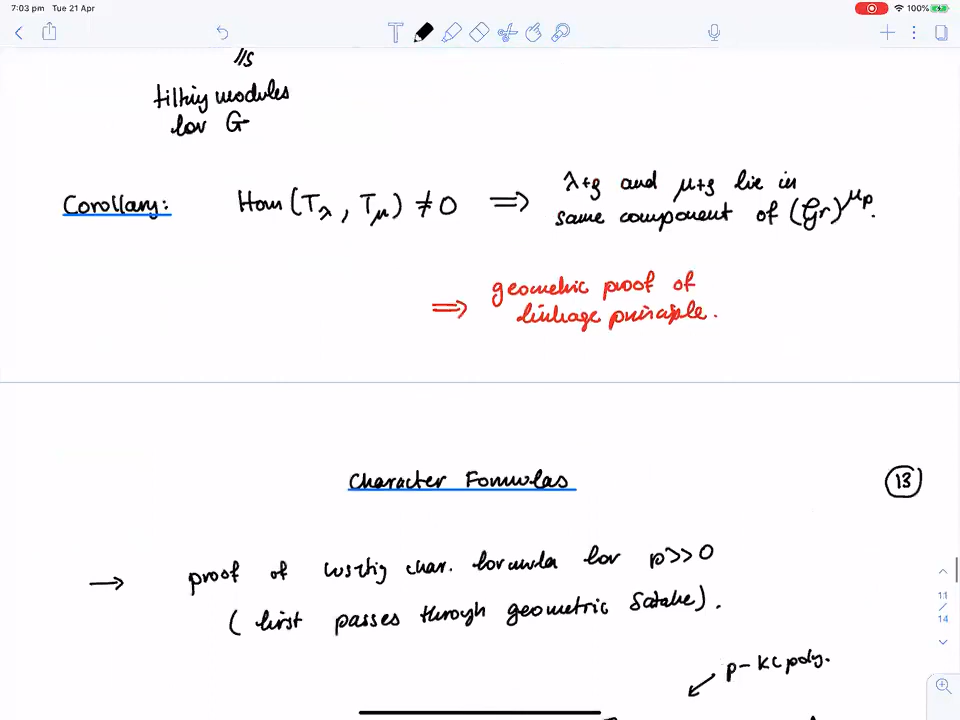 7:03 pm Tue 21 Apr
100%
tilting modules
for G
Corollary: Hom (T_λ, T_μ) ≠ 0 ⟹ λ+ρ and μ+ρ lie in
same component of (Gr)^{μ_p}.
⟹ geometric proof of
linkage principle.
Character Formulas
13
→ proof of Lusztig char. formula for p>>0
(first passes through geometric Satake).
p-KL poly.
11
/
14